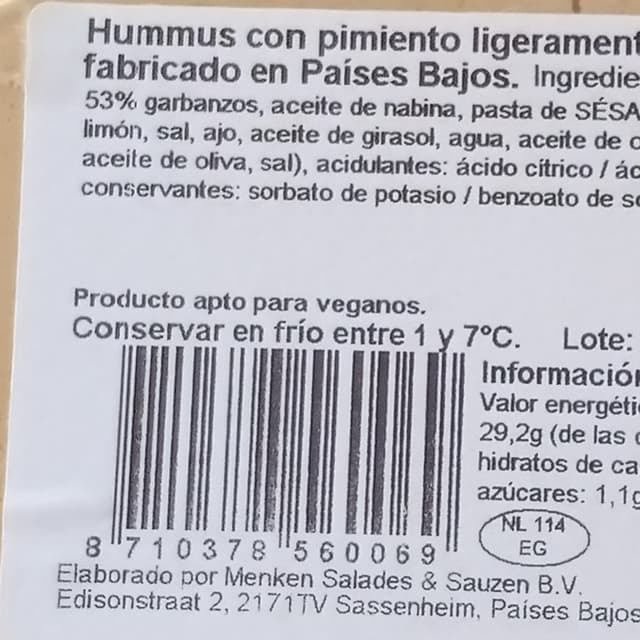 Hummus con pimiento ligerament
fabricado en Países Bajos. Ingredie
53% garbanzos, aceite de nabina, pasta de SÉSA
limón, sal, ajo, aceite de girasol, agua, aceite de
aceite de oliva, sal), acidulantes: ácido cítrico / ác
conservantes: sorbato de potasio / benzoato de so
Producto apto para veganos.
Conservar en frío entre 1 y 7ºC. Lote:
Información
Valor energéti
29,2g (de las
hidratos de ca
azúcares: 1,1g
NL 114
EG
8 710378 560069
Elaborado por Menken Salades & Sauzen B.V.
Edisonstraat 2, 2171TV Sassenheim, Países Bajos